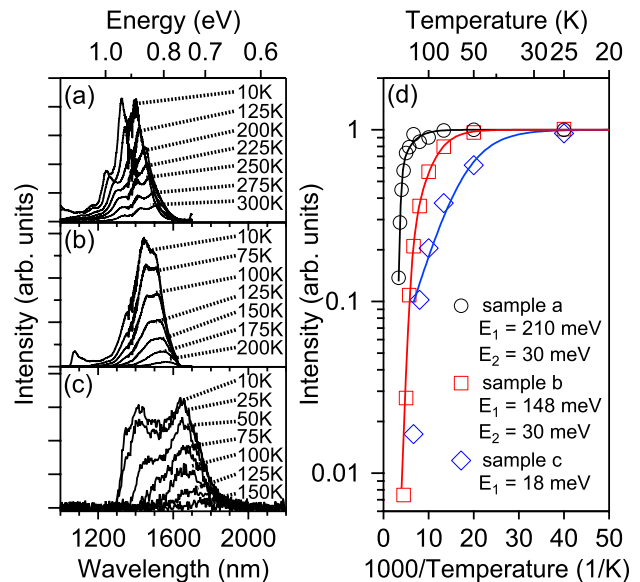 Energy (eV)
1.0 0.9 0.8 0.7 0.6
Temperature (K)
100 50 30 25 20
(a)
10K
125K
200K
225K
250K
275K
300K
(b)
10K
75K
100K
125K
150K
175K
200K
(c)
10K
25K
50K
75K
100K
125K
150K
Intensity (arb. units)
1200 1600 2000
Wavelength (nm)
(d)
Intensity (arb. units)
1
0.1
0.01
sample a
E1 = 210 meV
E2 = 30 meV
sample b
E1 = 148 meV
E2 = 30 meV
sample c
E1 = 18 meV
0 10 20 30 40 50
1000/Temperature (1/K)